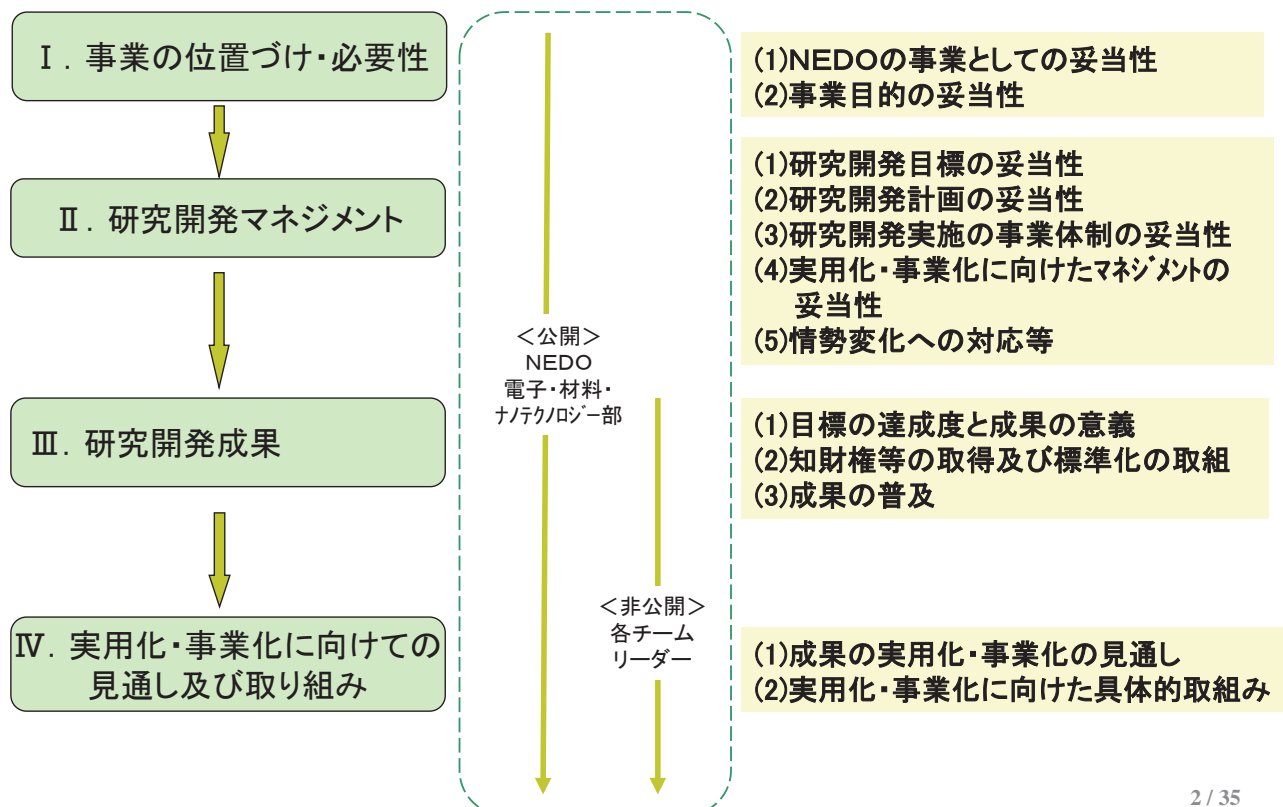 Ⅰ．事業の位置づけ・必要性
(1)NEDOの事業としての妥当性
(2)事業目的の妥当性
Ⅱ．研究開発マネジメント
(1)研究開発目標の妥当性
(2)研究開発計画の妥当性
(3)研究開発実施の事業体制の妥当性
(4)実用化・事業化に向けたﾏﾈｼﾞﾒﾝﾄの
妥当性
(5)情勢変化への対応等
＜公開＞
NEDO
電子・材料・
ﾅﾉﾃｸﾉﾛｼﾞｰ部
Ⅲ．研究開発成果
(1)目標の達成度と成果の意義
(2)知財権等の取得及び標準化の取組
(3)成果の普及
＜非公開＞
各チーム
リーダー
Ⅳ．実用化・事業化に向けての
見通し及び取り組み
(1)成果の実用化・事業化の見通し
(2)実用化・事業化に向けた具体的取組み
2 / 35